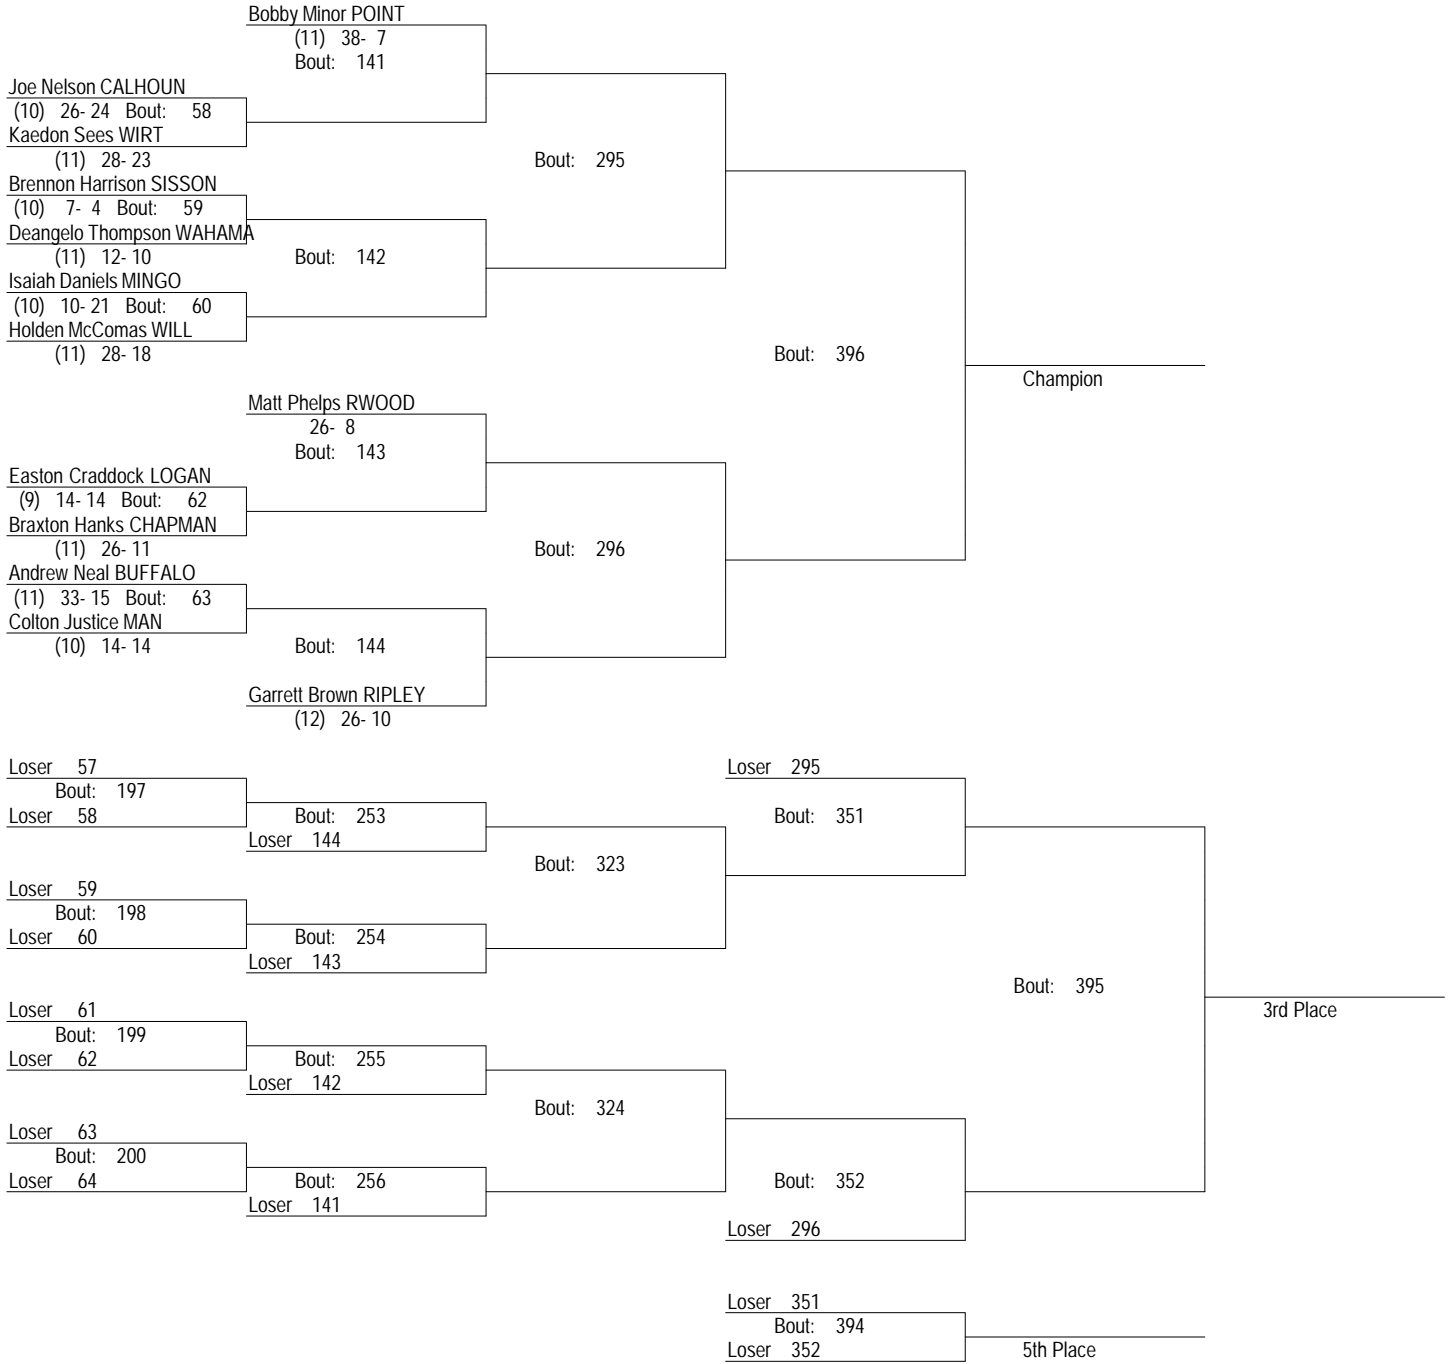 Bobby Minor POINT
(11) 38- 7
Bout: 141
Joe Nelson CALHOUN
(10) 26- 24 Bout: 58
Kaedon Sees WIRT
(11) 28- 23
Bout: 295
Brennon Harrison SISSON
(10) 7- 4 Bout: 59
Deangelo Thompson WAHAMA
(11) 12- 10
Bout: 142
Isaiah Daniels MINGO
(10) 10- 21 Bout: 60
Holden McComas WILL
(11) 28- 18
Bout: 396
Champion
Matt Phelps RWOOD
26- 8
Bout: 143
Easton Craddock LOGAN
(9) 14- 14 Bout: 62
Braxton Hanks CHAPMAN
(11) 26- 11
Bout: 296
Andrew Neal BUFFALO
(11) 33- 15 Bout: 63
Colton Justice MAN
(10) 14- 14
Bout: 144
Garrett Brown RIPLEY
(12) 26- 10
Loser 57
Bout: 197
Loser 58
Bout: 253
Loser 144
Loser 295
Bout: 351
Bout: 323
Loser 59
Bout: 198
Loser 60
Bout: 254
Loser 143
Bout: 395
3rd Place
Loser 61
Bout: 199
Loser 62
Bout: 255
Loser 142
Bout: 324
Loser 63
Bout: 200
Loser 64
Bout: 256
Loser 141
Bout: 352
Loser 296
Loser 351
Bout: 394
Loser 352
5th Place